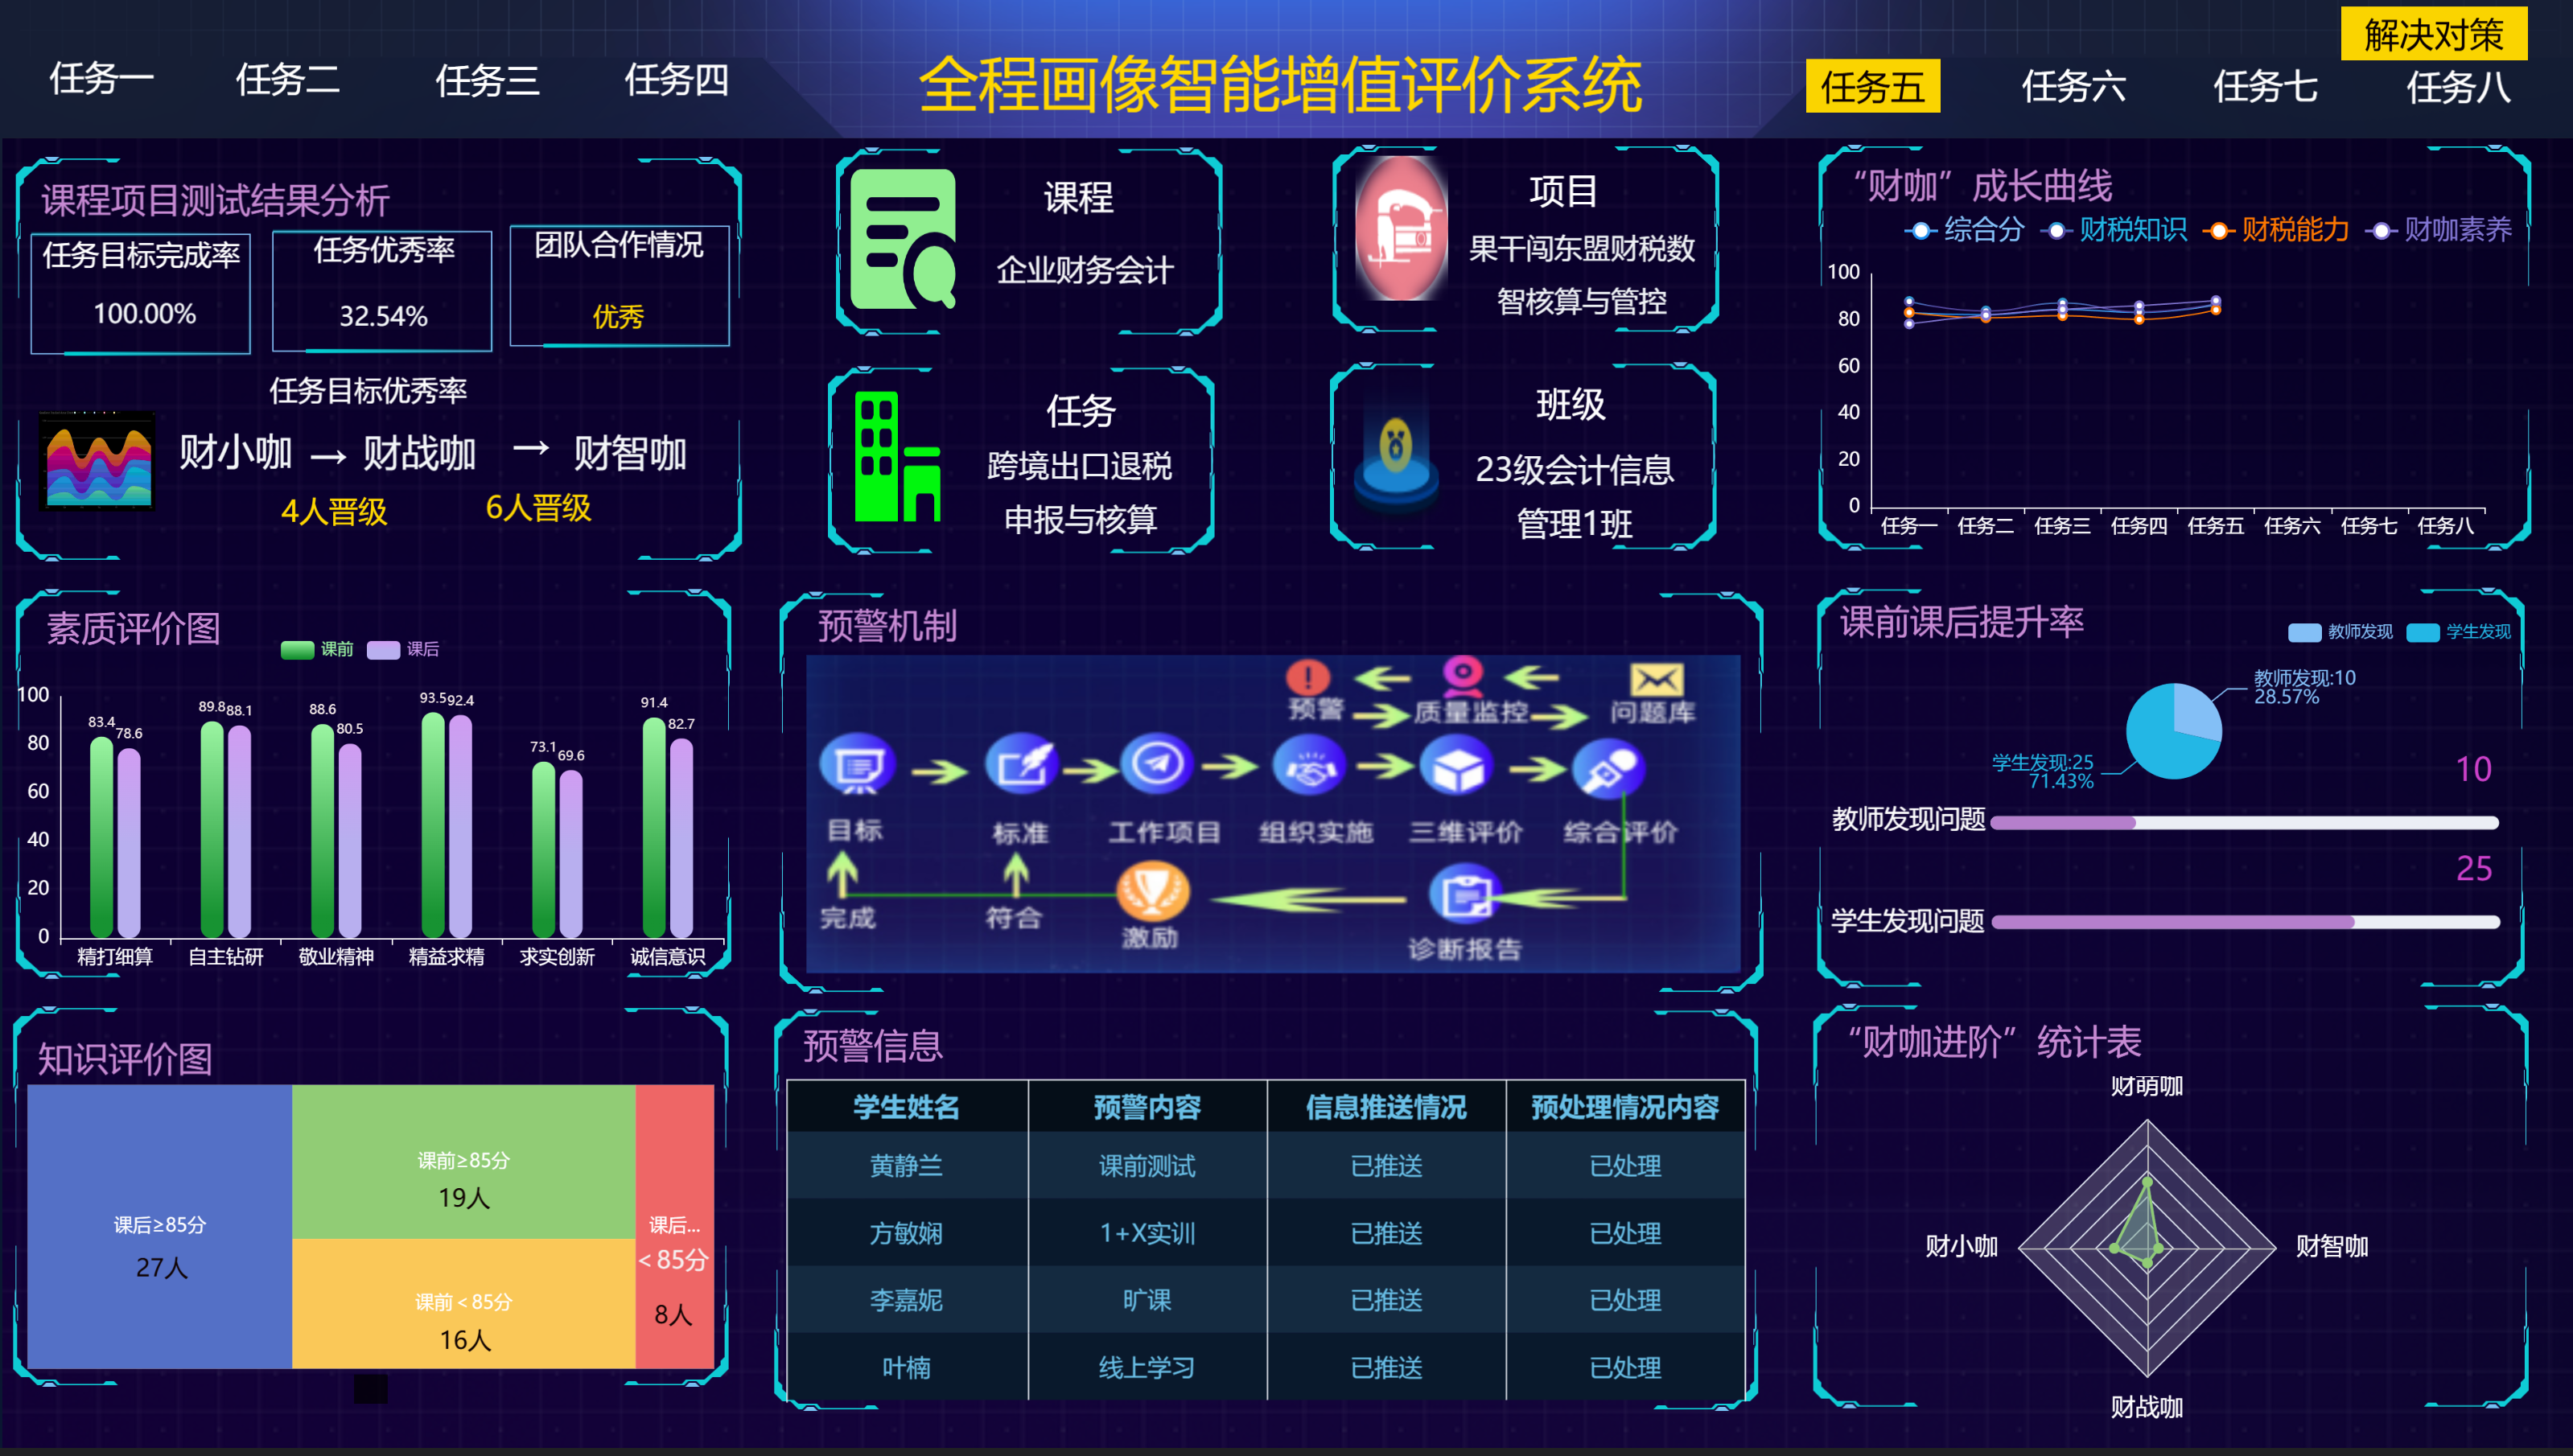 解决对策
任务一 任务二 任务三 任务四
全程画像智能增值评价系统
任务五 任务六 任务七 任务八
课程项目测试结果分析
任务目标完成率
100.00%
任务优秀率
32.54%
团队合作情况
优秀
任务目标优秀率
财小咖 → 财战咖 → 财智咖
4人晋级 6人晋级
课程
企业财务会计
项目
果干闯东盟财税数
智核算与管控
任务
跨境出口退税
申报与核算
班级
23级会计信息
管理1班
“财咖”成长曲线
综合分 财税知识 财税能力 财咖素养
100
80
60
40
20
0
任务一 任务二 任务三 任务四 任务五 任务六 任务七 任务八
素质评价图
课前 课后
100
80
60
40
20
0
83.4 78.6 89.8 88.1 88.6 80.5 93.5 92.4 73.1 69.6 91.4 82.7
精打细算 自主钻研 敬业精神 精益求精 求实创新 诚信意识
预警机制
预警 质量监控 问题库
目标 标准 工作项目 组织实施 三维评价 综合评价
完成 符合 激励 诊断报告
课前课后提升率
教师发现 学生发现
教师发现:10
28.57%
学生发现:25
71.43%
10
教师发现问题
25
学生发现问题
知识评价图
课后≥85分
27人
课前≥85分
19人
课前＜85分
16人
课后...
＜85分
8人
预警信息
学生姓名 预警内容 信息推送情况 预处理情况内容
黄静兰 课前测试 已推送 已处理
方敏娴 1+X实训 已推送 已处理
李嘉妮 旷课 已推送 已处理
叶楠 线上学习 已推送 已处理
“财咖进阶”统计表
财萌咖
财小咖 财智咖
财战咖